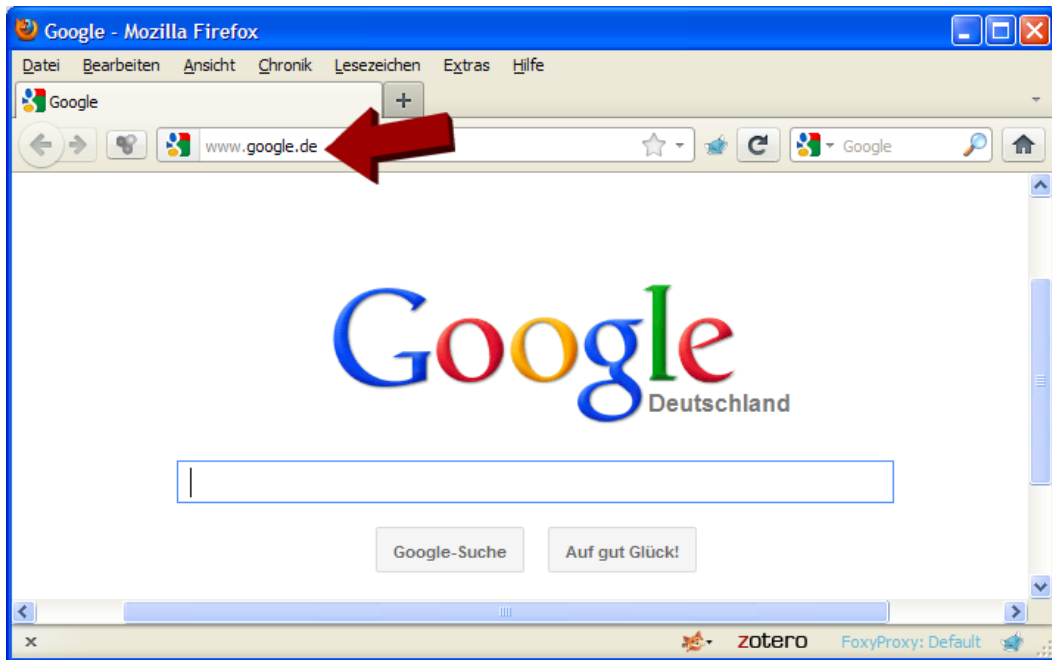 Google - Mozilla Firefox
Datei Bearbeiten Ansicht Chronik Lesezeichen Extras Hilfe
Google
www.google.de Google
Google
Deutschland
Google-Suche Auf gut Glück!
zotero FoxyProxy: Default